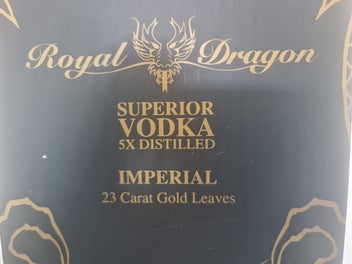 Royal Dragon
SUPERIOR
VODKA
5X DISTILLED
IMPERIAL
23 Carat Gold Leaves